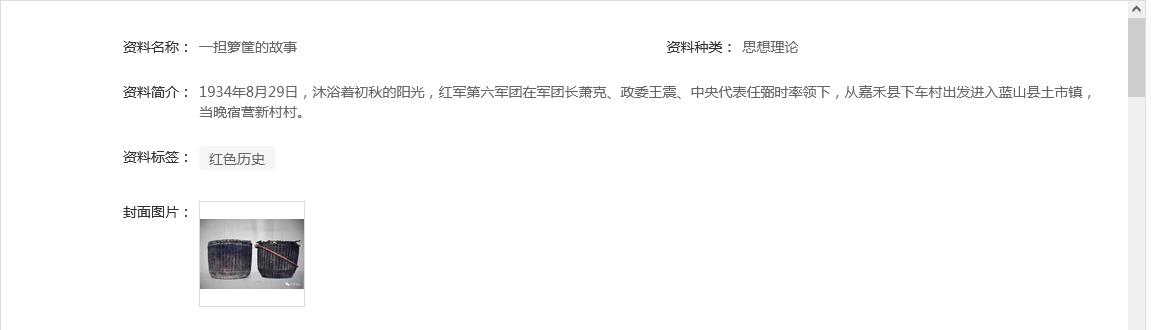 资料名称： 一担箩筐的故事 资料种类： 思想理论
资料简介： 1934年8月29日，沐浴着初秋的阳光，红军第六军团在军团长萧克、政委王震、中央代表任弼时率领下，从嘉禾县下车村出发进入蓝山县土市镇，
当晚宿营新村村。
资料标签： 红色历史
封面图片：